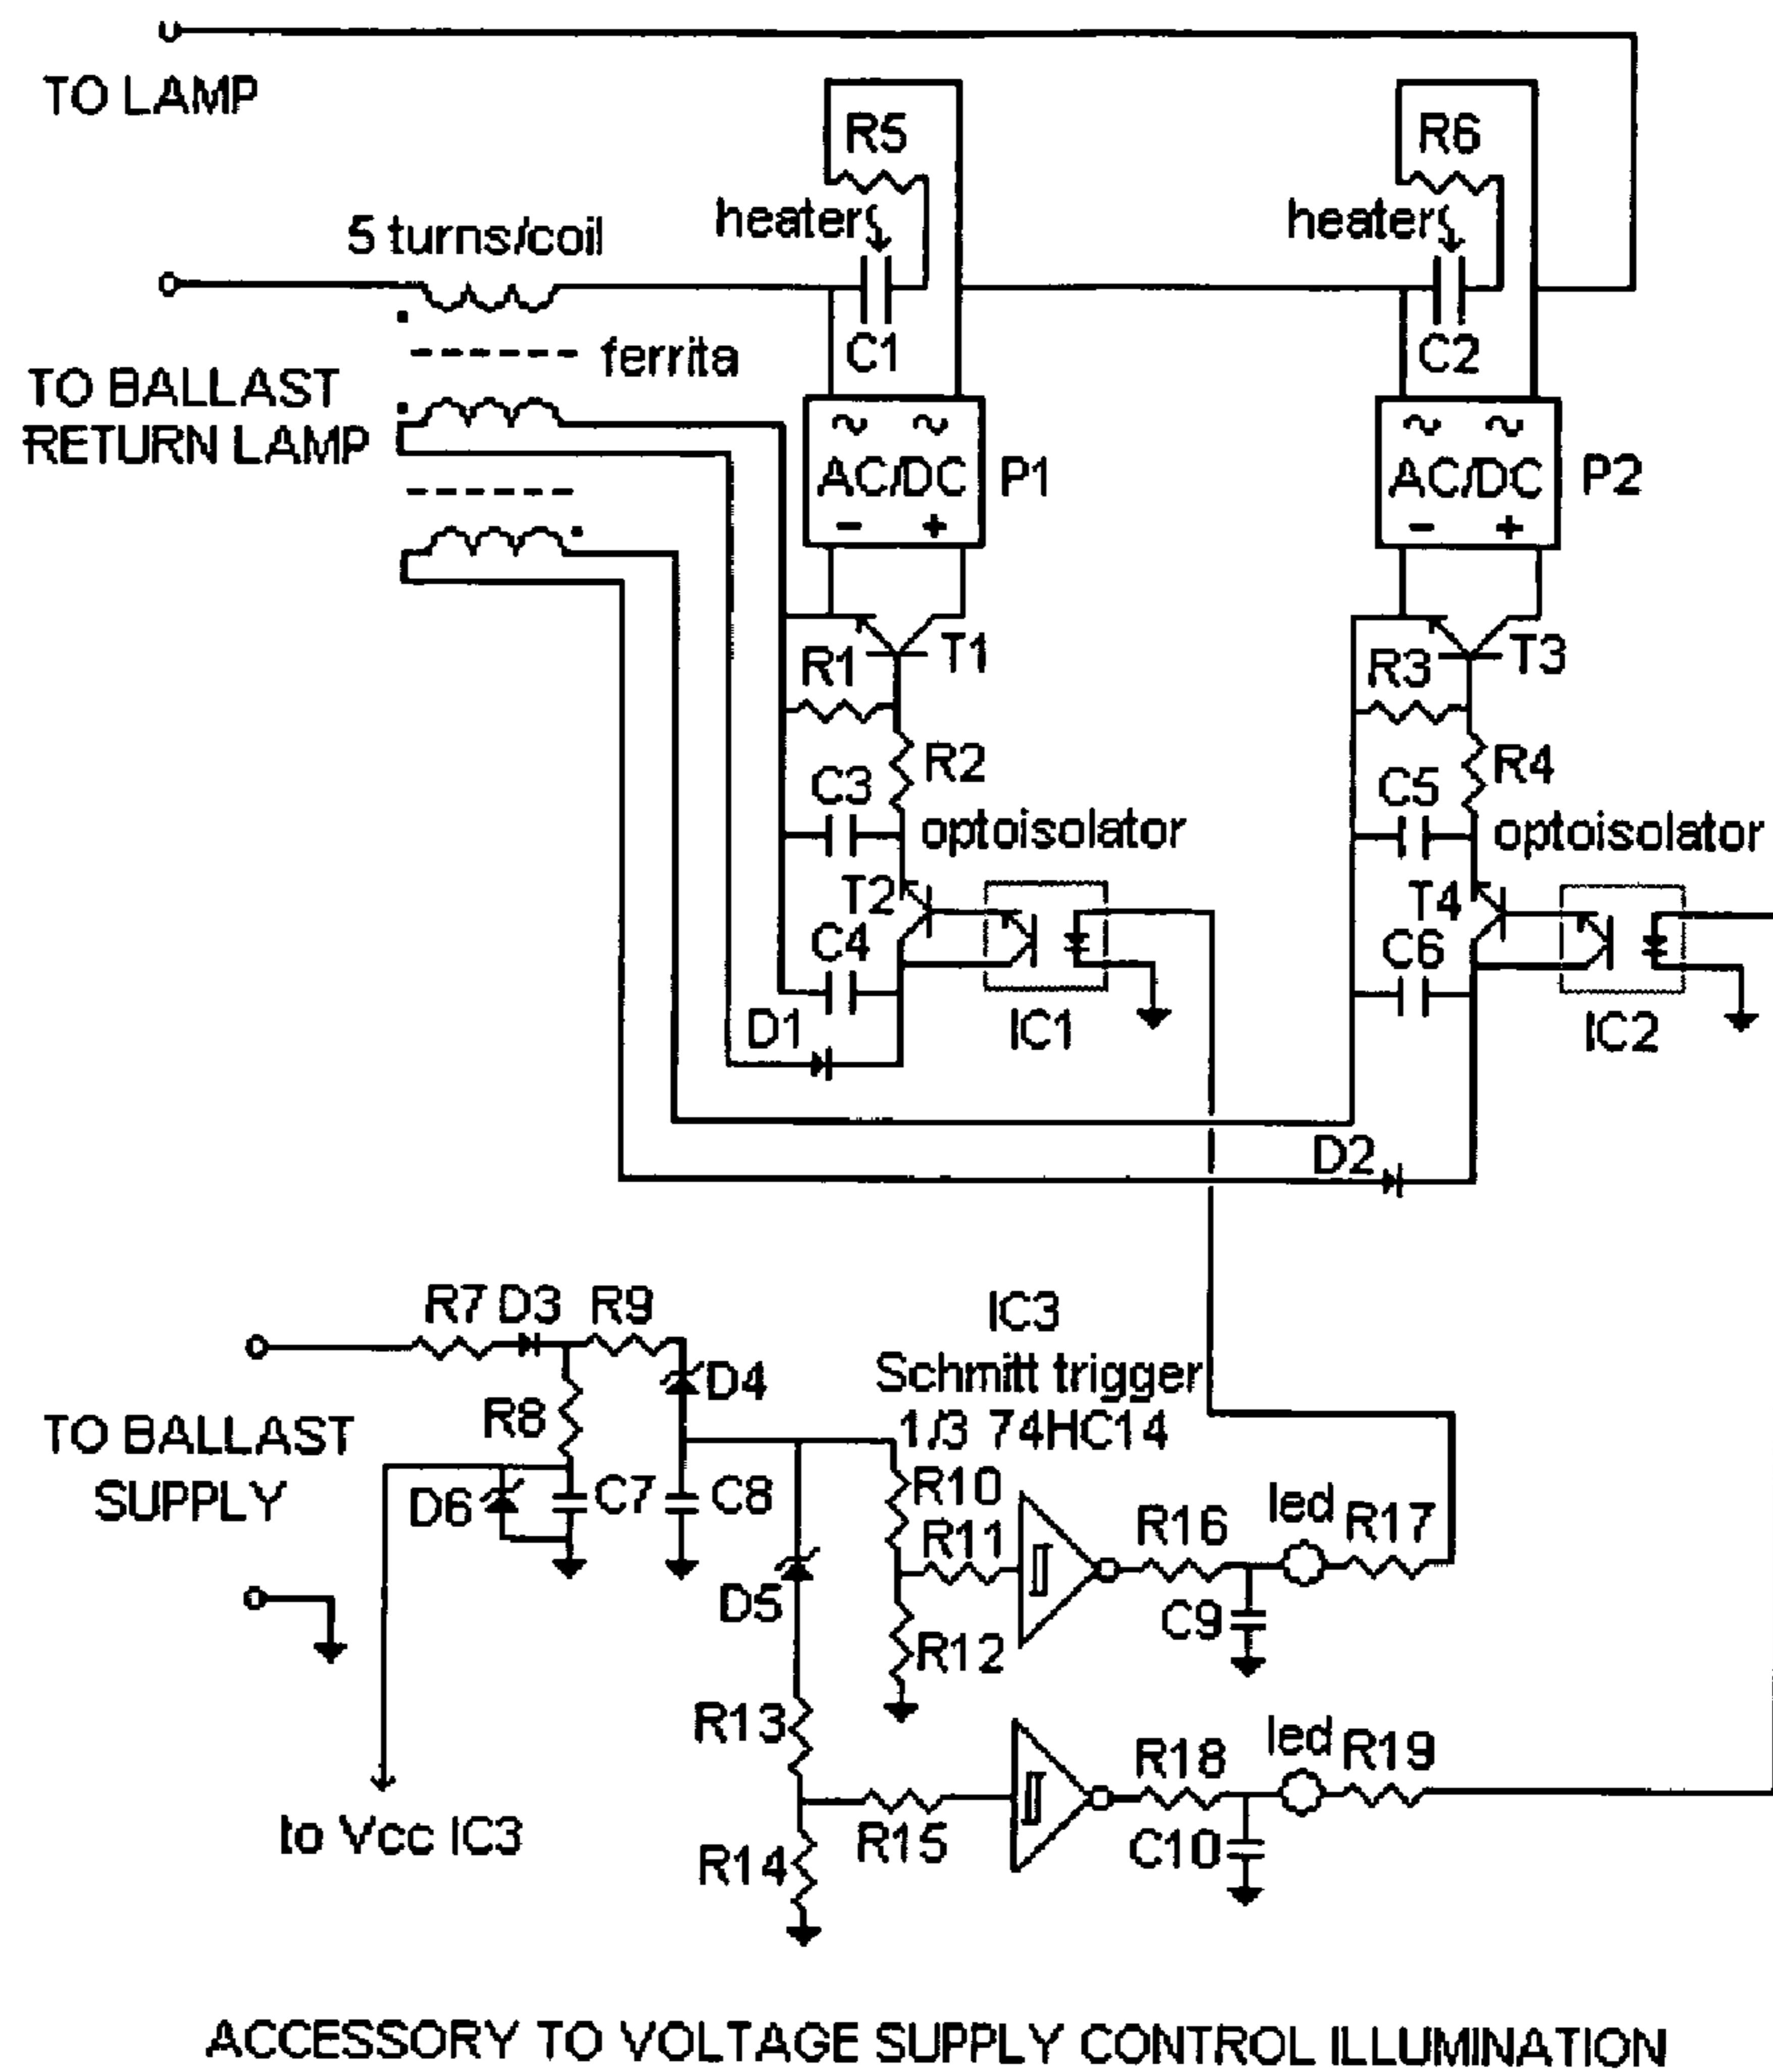 TO LAMP
R5
R6
heater
heater
5 turns/coil
C1
C2
ferrita
TO BALLAST
RETURN LAMP
~ ~
AC/DC
- +
P1
~ ~
AC/DC
- +
P2
T1
T3
R1
R3
R2
R4
C3
C5
optoisolator
optoisolator
T2
T4
C4
C6
D1
IC1
IC2
D2
R7 D3 R9
IC3
Schmitt trigger
1/3 74HC14
D4
R8
TO BALLAST
SUPPLY
D6
C7
C8
R10
R11
R16
led
R17
D5
C9
R12
R13
R18
led
R19
to Vcc IC3
R14
R15
C10
ACCESSORY TO VOLTAGE SUPPLY CONTROL ILLUMINATION